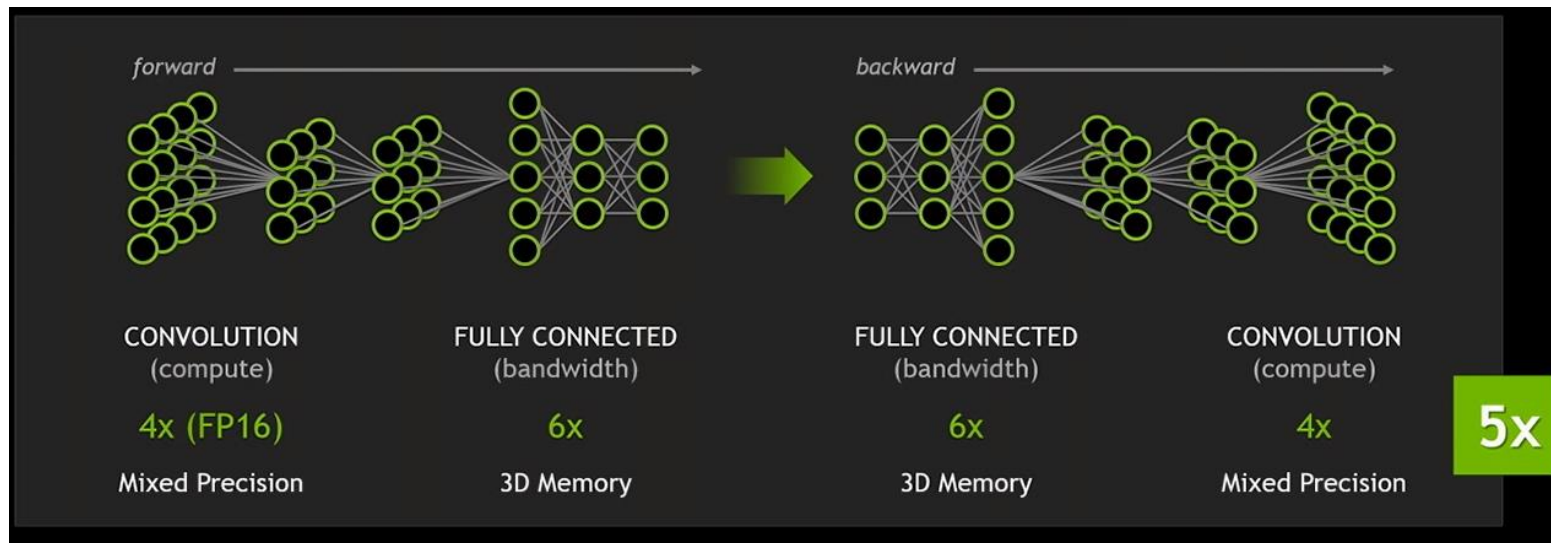 forward
backward
CONVOLUTION
(compute)
4x (FP16)
Mixed Precision
FULLY CONNECTED
(bandwidth)
6x
3D Memory
FULLY CONNECTED
(bandwidth)
6x
3D Memory
CONVOLUTION
(compute)
4x
Mixed Precision
5x